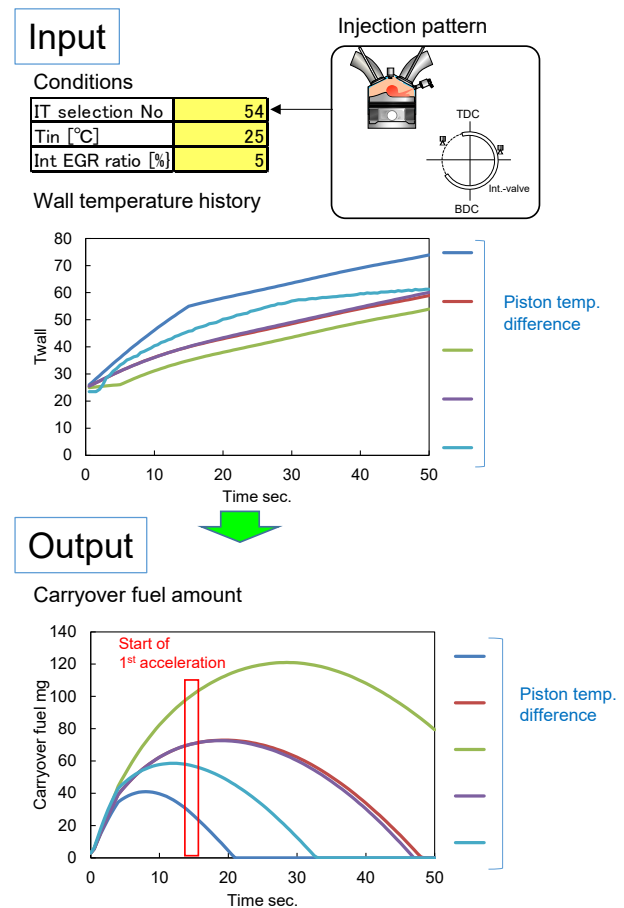 Input
Injection pattern
Conditions
IT selection No 54
Tin [℃] 25
Int EGR ratio [%] 5
TDC
Int.-valve
BDC
Wall temperature history
80
70
60
50
40
30
20
10
0
Twall
0 10 20 30 40 50
Time sec.
Piston temp.
difference
Output
Carryover fuel amount
140
120
100
80
60
40
20
0
Carryover fuel mg
Start of
1st acceleration
0 10 20 30 40 50
Time sec.
Piston temp.
difference